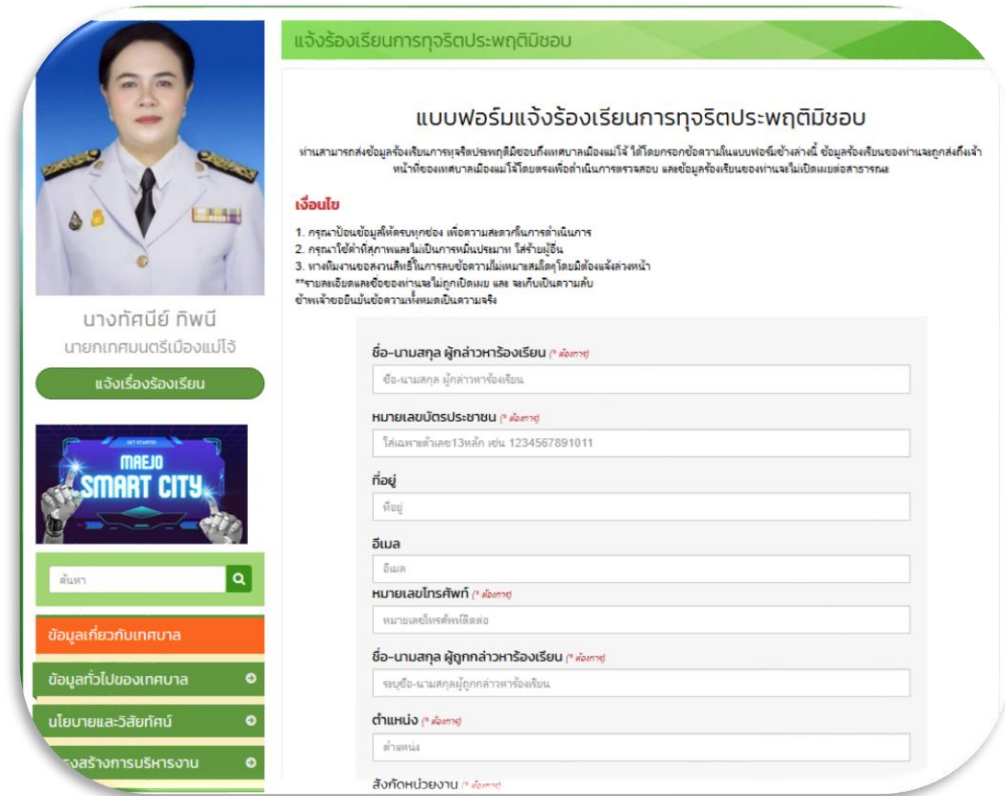 แจ้งร้องเรียนการทุจริตประพฤติมิชอบ
แบบฟอร์มแจ้งร้องเรียนการทุจริตประพฤติมิชอบ
ท่านสามารถส่งข้อมูลร้องเรียนการทุจริตประพฤติมิชอบถึงเทศบาลเมืองแม่โจ้ ได้โดยกรอกข้อความในแบบฟอร์มข้างล่างนี้ ข้อมูลร้องเรียนของท่านจะถูกส่งถึงเจ้า
หน้าที่ของเทศบาลเมืองแม่โจ้โดยตรงเพื่อดำเนินการตรวจสอบ และข้อมูลร้องเรียนของท่านจะไม่เปิดเผยต่อสาธารณะ
เงื่อนไข
1. กรุณาป้อนข้อมูลให้ครบทุกช่อง เพื่อความสะดวกในการดำเนินการ
2. กรุณาใช้คำที่สุภาพและไม่เป็นการหมิ่นประมาท ใส่ร้ายผู้อื่น
3. ทางทีมงานขอสงวนสิทธิ์ในการลบข้อความไม่เหมาะสมใดๆโดยมิต้องแจ้งล่วงหน้า
**รายละเอียดและชื่อของท่านจะไม่ถูกเปิดเผย และ จะเก็บเป็นความลับ
ข้าพเจ้าขอยืนยันข้อความทั้งหมดเป็นความจริง
นางทัศนีย์ ทิพนี
นายกเทศมนตรีเมืองแม่โจ้
แจ้งเรื่องร้องเรียน
GET STARTED
MAEJO
SMART CITY
ค้นหา
ข้อมูลเกี่ยวกับเทศบาล
ข้อมูลทั่วไปของเทศบาล
นโยบายและวิสัยทัศน์
งสร้างการบริหารงาน
ชื่อ-นามสกุล ผู้กล่าวหาร้องเรียน (* ต้องการ)
ชื่อ-นามสกุล ผู้กล่าวหาร้องเรียน
หมายเลขบัตรประชาชน (* ต้องการ)
ใส่เฉพาะตัวเลข13หลัก เช่น 1234567891011
ที่อยู่
ที่อยู่
อีเมล
อีเมล
หมายเลขโทรศัพท์ (* ต้องการ)
หมายเลขโทรศัพท์ติดต่อ
ชื่อ-นามสกุล ผู้ถูกกล่าวหาร้องเรียน (* ต้องการ)
ระบุชื่อ-นามสกุลผู้ถูกกล่าวหาร้องเรียน
ตำแหน่ง (* ต้องการ)
ตำแหน่ง
สังกัดหน่วยงาน (* ต้องการ)